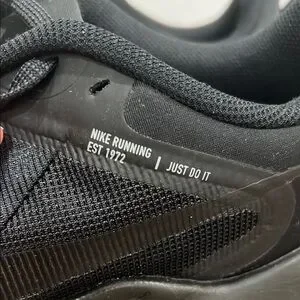 NIKE RUNNING
EST 1972 | JUST DO IT